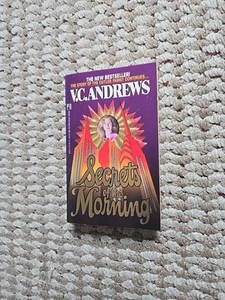 THE NEW BESTSELLER!
THE STORY OF THE CUTLER FAMILY CONTINUES...
V.C. ANDREWS
Secrets
of the
Morning